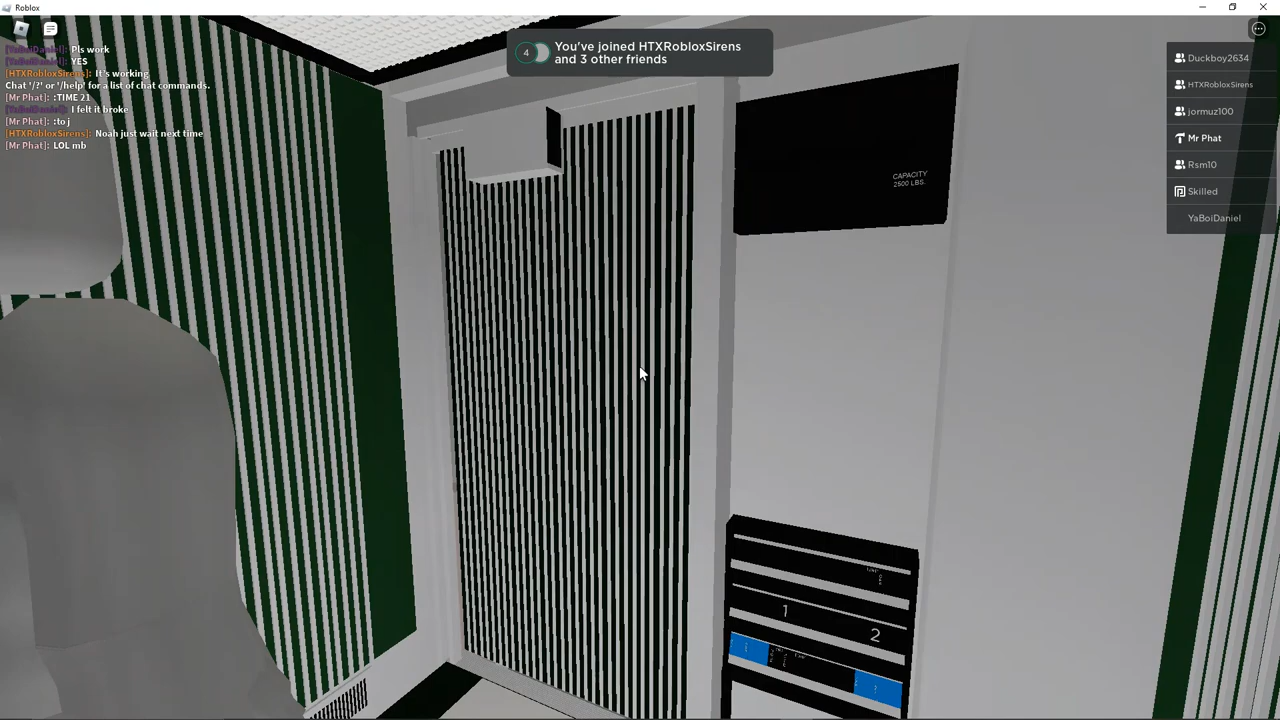 Roblox
[YaBoiDaniel]: Pls work
[YaBoiDaniel]: YES
[HTXRobloxSirens]: It's working
Chat '/?' or '/help' for a list of chat commands.
[Mr Phat]: :TIME 21
[YaBoiDaniel]: I felt it broke
[Mr Phat]: :to j
[HTXRobloxSirens]: Noah just wait next time
[Mr Phat]: LOL mb
4
You've joined HTXRobloxSirens
and 3 other friends
Duckboy2634
HTXRobloxSirens
jormuz100
Mr Phat
Rsm10
Skilled
YaBoiDaniel
CAPACITY
2500 LBS.
1
2